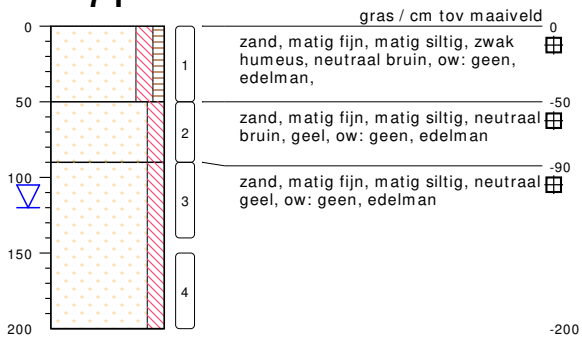 gras / cm tov maaiveld
0
0
zand, matig fijn, matig siltig, zwak
humeus, neutraal bruin, ow: geen,
edelman,
1
50
-50
zand, matig fijn, matig siltig, neutraal
bruin, geel, ow: geen, edelman
2
-90
100
zand, matig fijn, matig siltig, neutraal
geel, ow: geen, edelman
3
150
4
200
-200